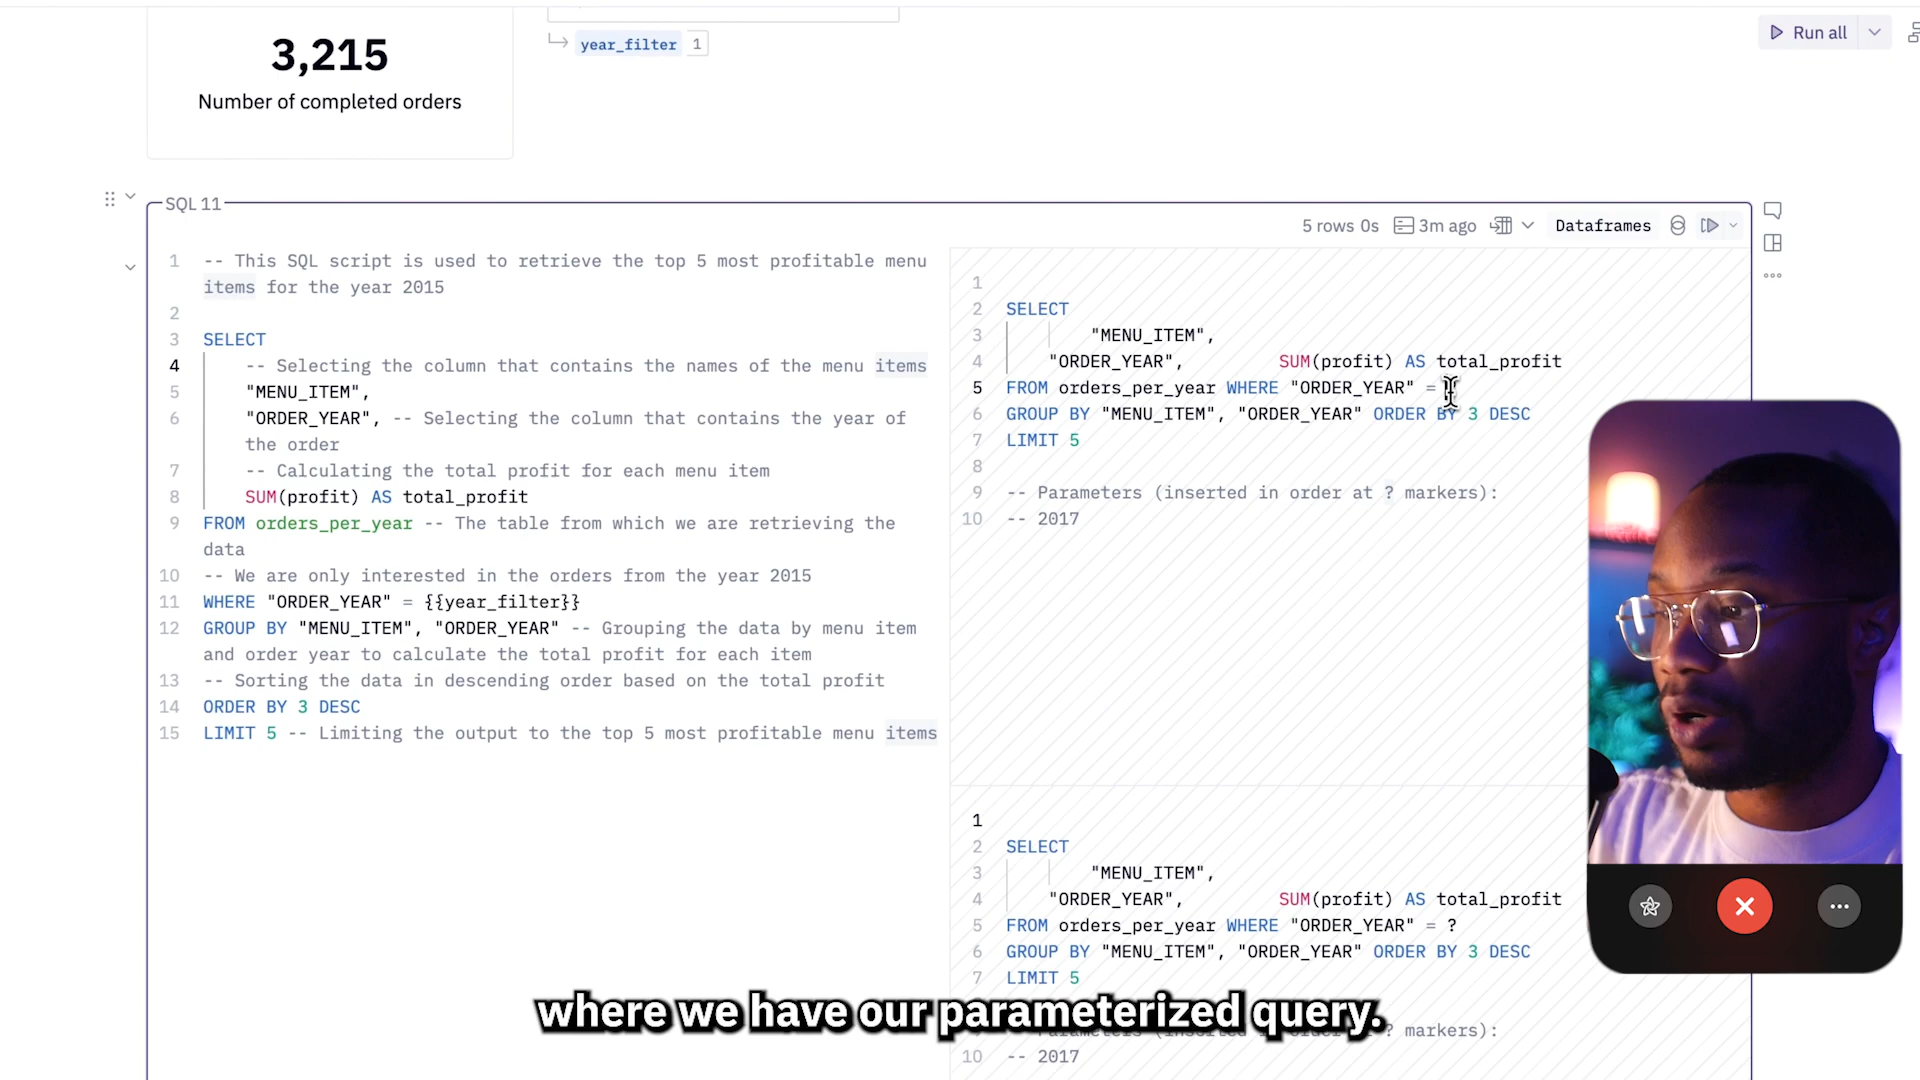 3,215
Number of completed orders
year_filter 1
Run all
SQL 11
5 rows 0s 3m ago Dataframes
1 -- This SQL script is used to retrieve the top 5 most profitable menu
items for the year 2015
2
3 SELECT
4 -- Selecting the column that contains the names of the menu items
5 "MENU_ITEM",
6 "ORDER_YEAR", -- Selecting the column that contains the year of
the order
7 -- Calculating the total profit for each menu item
8 SUM(profit) AS total_profit
9 FROM orders_per_year -- The table from which we are retrieving the
data
10 -- We are only interested in the orders from the year 2015
11 WHERE "ORDER_YEAR" = {{year_filter}}
12 GROUP BY "MENU_ITEM", "ORDER_YEAR" -- Grouping the data by menu item
and order year to calculate the total profit for each item
13 -- Sorting the data in descending order based on the total profit
14 ORDER BY 3 DESC
15 LIMIT 5 -- Limiting the output to the top 5 most profitable menu items
1
2 SELECT
3 "MENU_ITEM",
4 "ORDER_YEAR", SUM(profit) AS total_profit
5 FROM orders_per_year WHERE "ORDER_YEAR" =
6 GROUP BY "MENU_ITEM", "ORDER_YEAR" ORDER BY 3 DESC
7 LIMIT 5
8
9 -- Parameters (inserted in order at ? markers):
10 -- 2017
1
2 SELECT
3 "MENU_ITEM",
4 "ORDER_YEAR", SUM(profit) AS total_profit
5 FROM orders_per_year WHERE "ORDER_YEAR" = ?
6 GROUP BY "MENU_ITEM", "ORDER_YEAR" ORDER BY 3 DESC
7 LIMIT 5
where we have our parameterized query.
? markers):
10 -- 2017